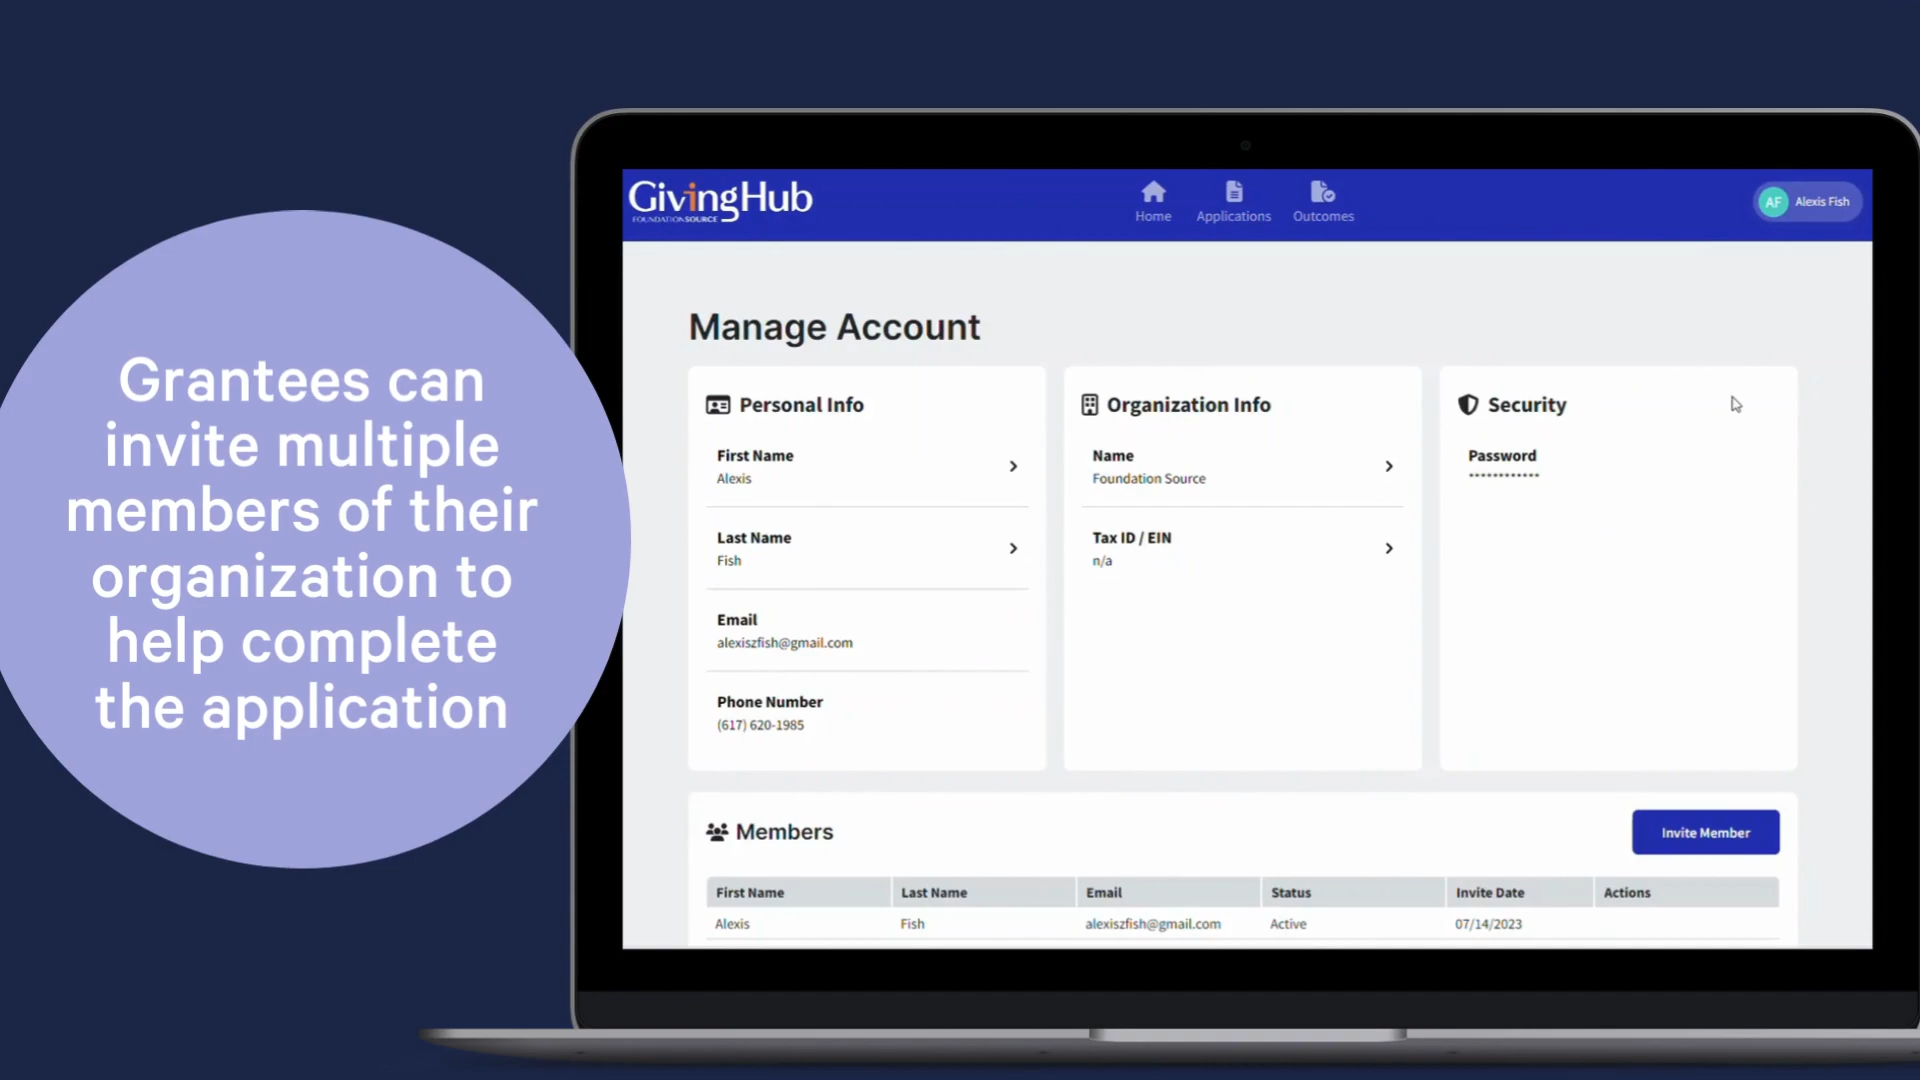 Grantees can
invite multiple
members of their
organization to
help complete
the application
GivingHub
FOUNDATIONSOURCE
Home
Applications
Outcomes
AF
Alexis Fish
Manage Account
Personal Info
First Name
Alexis
Last Name
Fish
Email
alexiszfish@gmail.com
Phone Number
(617) 620-1985
Organization Info
Name
Foundation Source
Tax ID / EIN
n/a
Security
Password
************
Members
Invite Member
First Name Last Name Email Status Invite Date Actions
Alexis Fish alexiszfish@gmail.com Active 07/14/2023